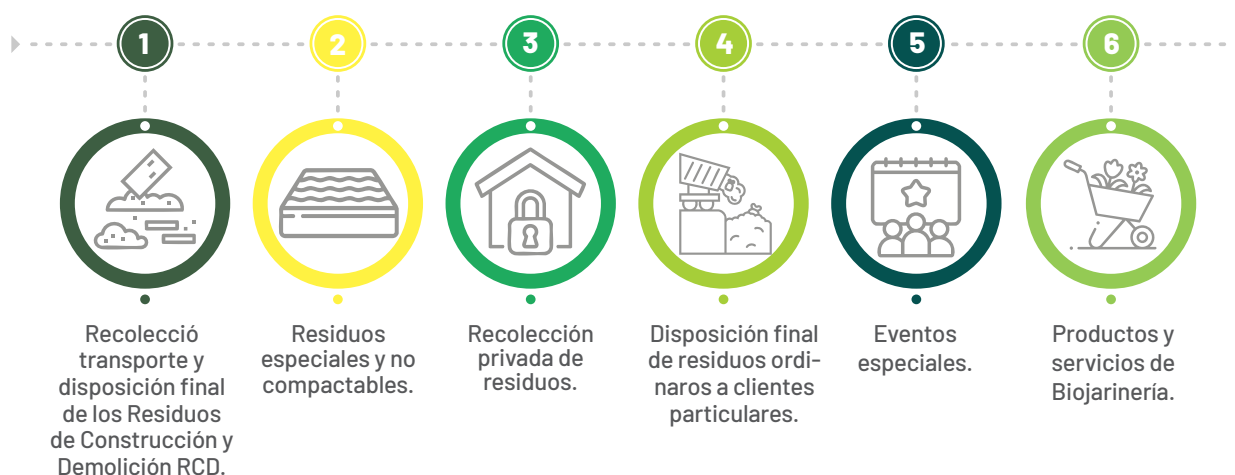 1
2
3
4
5
6
Recolecció
transporte y
disposición final
de los Residuos
de Construcción y
Demolición RCD.
Residuos
especiales y no
compactables.
Recolección
privada de
residuos.
Disposición final
de residuos ordi-
naros a clientes
particulares.
Eventos
especiales.
Productos y
servicios de
Biojarinería.